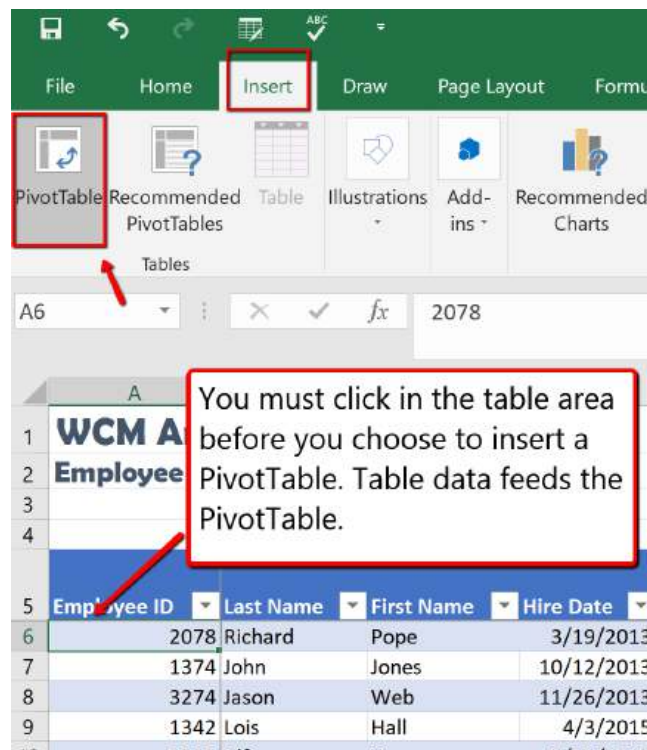 ABC
File Home Insert Draw Page Layout Formu
PivotTable Recommended PivotTables Table Illustrations Add-ins Recommended Charts
Tables
A6 fx 2078
A
You must click in the table area
before you choose to insert a
PivotTable. Table data feeds the
PivotTable.
1 WCM A
2 Employee
3
4
5 Employee ID Last Name First Name Hire Date
6 2078 Richard Pope 3/19/2013
7 1374 John Jones 10/12/2013
8 3274 Jason Web 11/26/2013
9 1342 Lois Hall 4/3/2015